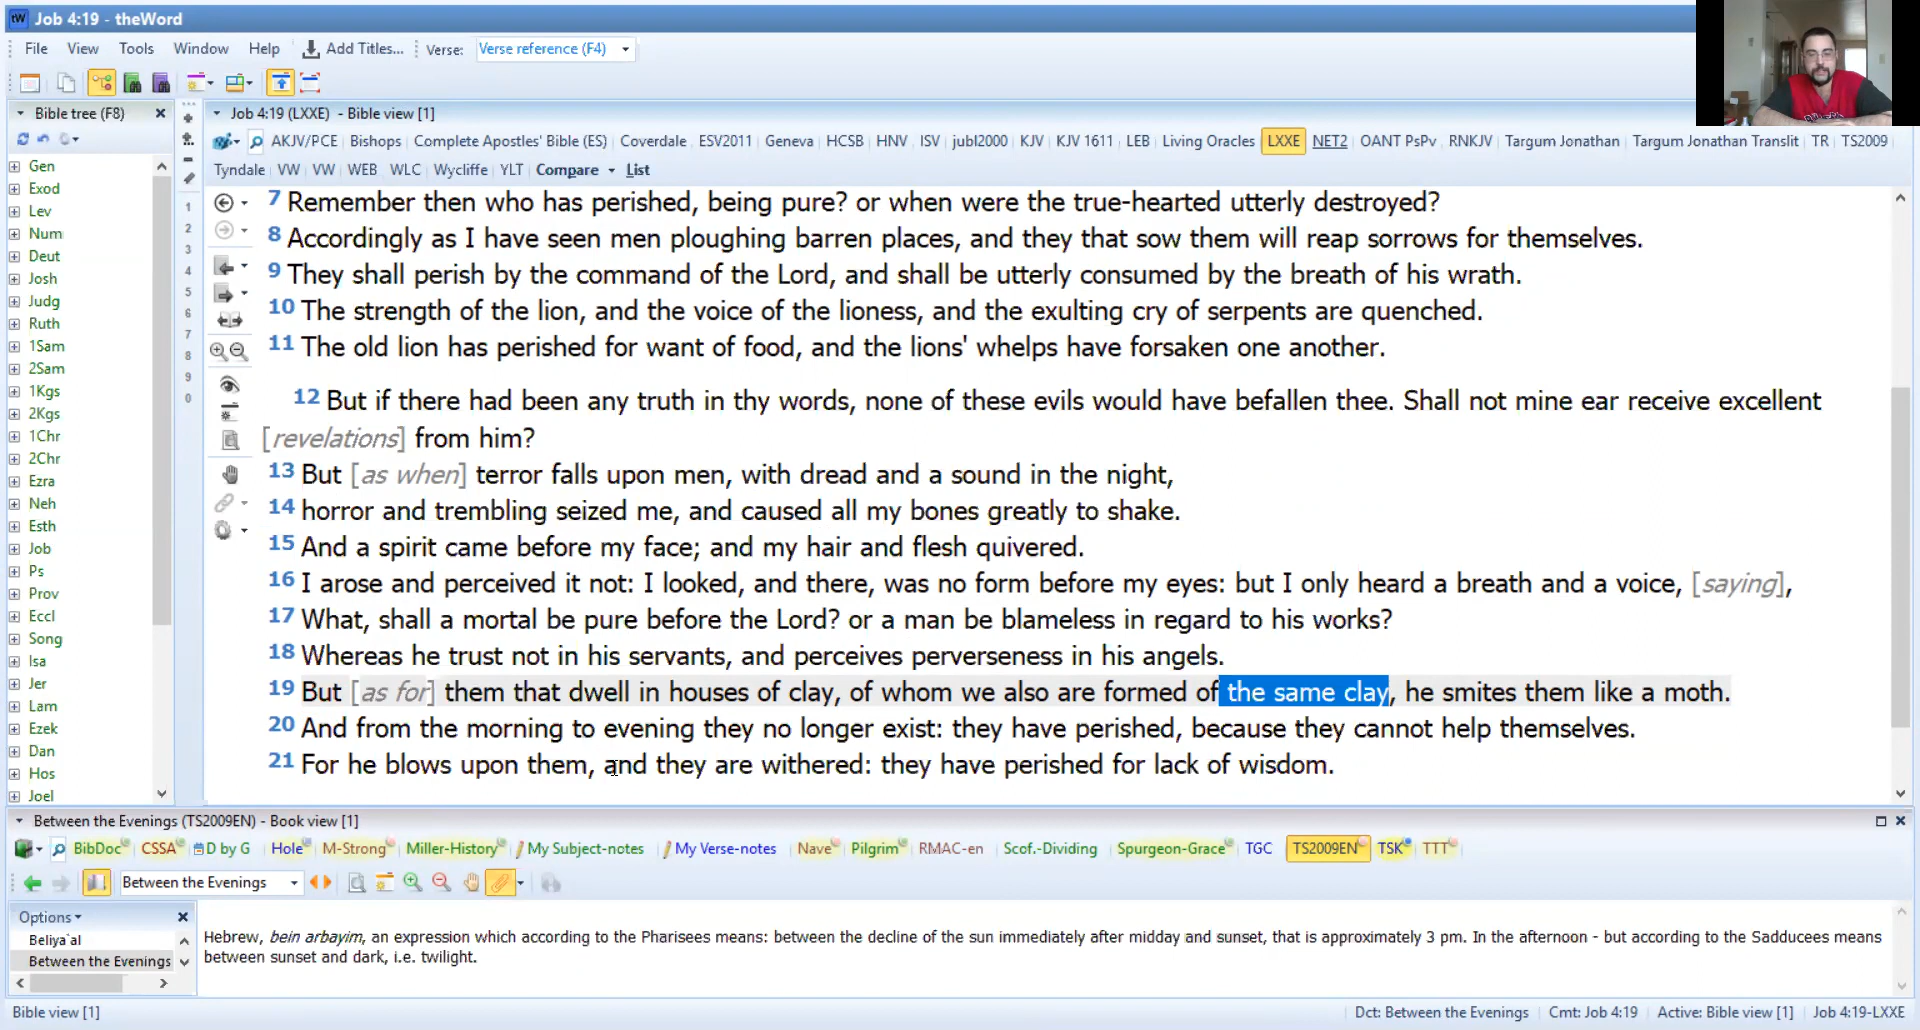 Job 4:19 - theWord
File View Tools Window Help Add Titles... Verse: Verse reference (F4)
Bible tree (F8)
Job 4:19 (LXXE) - Bible view [1]
AKJV/PCE Bishops Complete Apostles' Bible (ES) Coverdale ESV2011 Geneva HCSB HNV ISV jubl2000 KJV KJV 1611 LEB Living Oracles LXXE NET2 OANT PsPv RNKJV Targum Jonathan Targum Jonathan Translit TR TS2009
Tyndale VW VW WEB WLC Wycliffe YLT Compare List
Gen
Exod
Lev
Num
Deut
Josh
Judg
Ruth
1Sam
2Sam
1Kgs
2Kgs
1Chr
2Chr
Ezra
Neh
Esth
Job
Ps
Prov
Eccl
Song
Isa
Jer
Lam
Ezek
Dan
Hos
Joel
1
2
3
4
5
6
7
8
9
0
7 Remember then who has perished, being pure? or when were the true-hearted utterly destroyed?
8 Accordingly as I have seen men ploughing barren places, and they that sow them will reap sorrows for themselves.
9 They shall perish by the command of the Lord, and shall be utterly consumed by the breath of his wrath.
10 The strength of the lion, and the voice of the lioness, and the exulting cry of serpents are quenched.
11 The old lion has perished for want of food, and the lions' whelps have forsaken one another.
12 But if there had been any truth in thy words, none of these evils would have befallen thee. Shall not mine ear receive excellent
[revelations] from him?
13 But [as when] terror falls upon men, with dread and a sound in the night,
14 horror and trembling seized me, and caused all my bones greatly to shake.
15 And a spirit came before my face; and my hair and flesh quivered.
16 I arose and perceived it not: I looked, and there, was no form before my eyes: but I only heard a breath and a voice, [saying],
17 What, shall a mortal be pure before the Lord? or a man be blameless in regard to his works?
18 Whereas he trust not in his servants, and perceives perverseness in his angels.
19 But [as for] them that dwell in houses of clay, of whom we also are formed of the same clay, he smites them like a moth.
20 And from the morning to evening they no longer exist: they have perished, because they cannot help themselves.
21 For he blows upon them, and they are withered: they have perished for lack of wisdom.
Between the Evenings (TS2009EN) - Book view [1]
BibDoc CSSA D by G Hole M-Strong Miller-History My Subject-notes My Verse-notes Nave Pilgrim RMAC-en Scof.-Dividing Spurgeon-Grace TGC TS2009EN TSK TTT
Between the Evenings
Options
Beliya`al
Between the Evenings
Hebrew, bein arbayim, an expression which according to the Pharisees means: between the decline of the sun immediately after midday and sunset, that is approximately 3 pm. In the afternoon - but according to the Sadducees means
between sunset and dark, i.e. twilight.
Bible view [1] Dct: Between the Evenings Cmt: Job 4:19 Active: Bible view [1] Job 4:19-LXXE